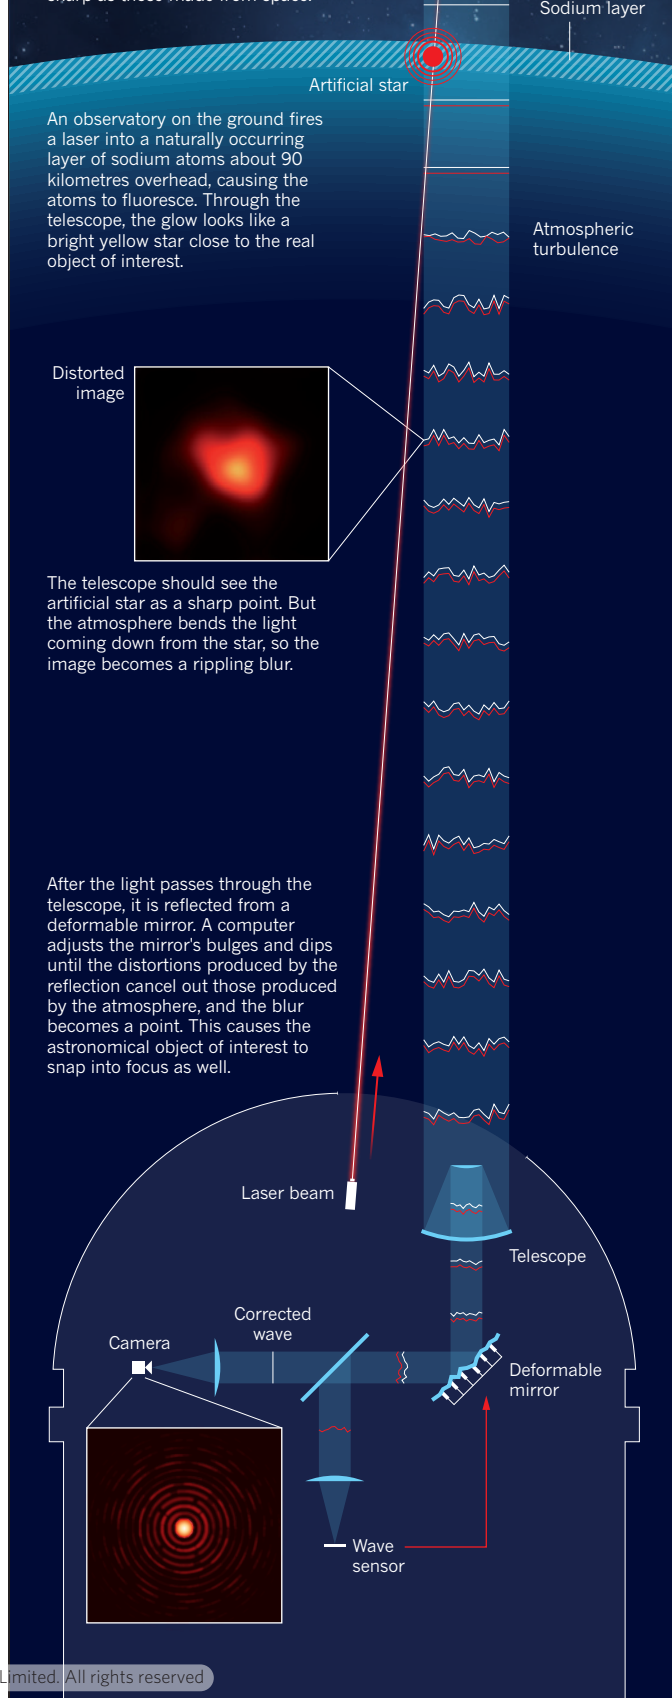 Sodium layer
Artificial star
An observatory on the ground fires
a laser into a naturally occurring
layer of sodium atoms about 90
kilometres overhead, causing the
atoms to fluoresce. Through the
telescope, the glow looks like a
bright yellow star close to the real
object of interest.
Atmospheric
turbulence
Distorted
image
The telescope should see the
artificial star as a sharp point. But
the atmosphere bends the light
coming down from the star, so the
image becomes a rippling blur.
After the light passes through the
telescope, it is reflected from a
deformable mirror. A computer
adjusts the mirror's bulges and dips
until the distortions produced by the
reflection cancel out those produced
by the atmosphere, and the blur
becomes a point. This causes the
astronomical object of interest to
snap into focus as well.
Laser beam
Telescope
Corrected
wave
Camera
Deformable
mirror
Wave
sensor
Limited. All rights reserved